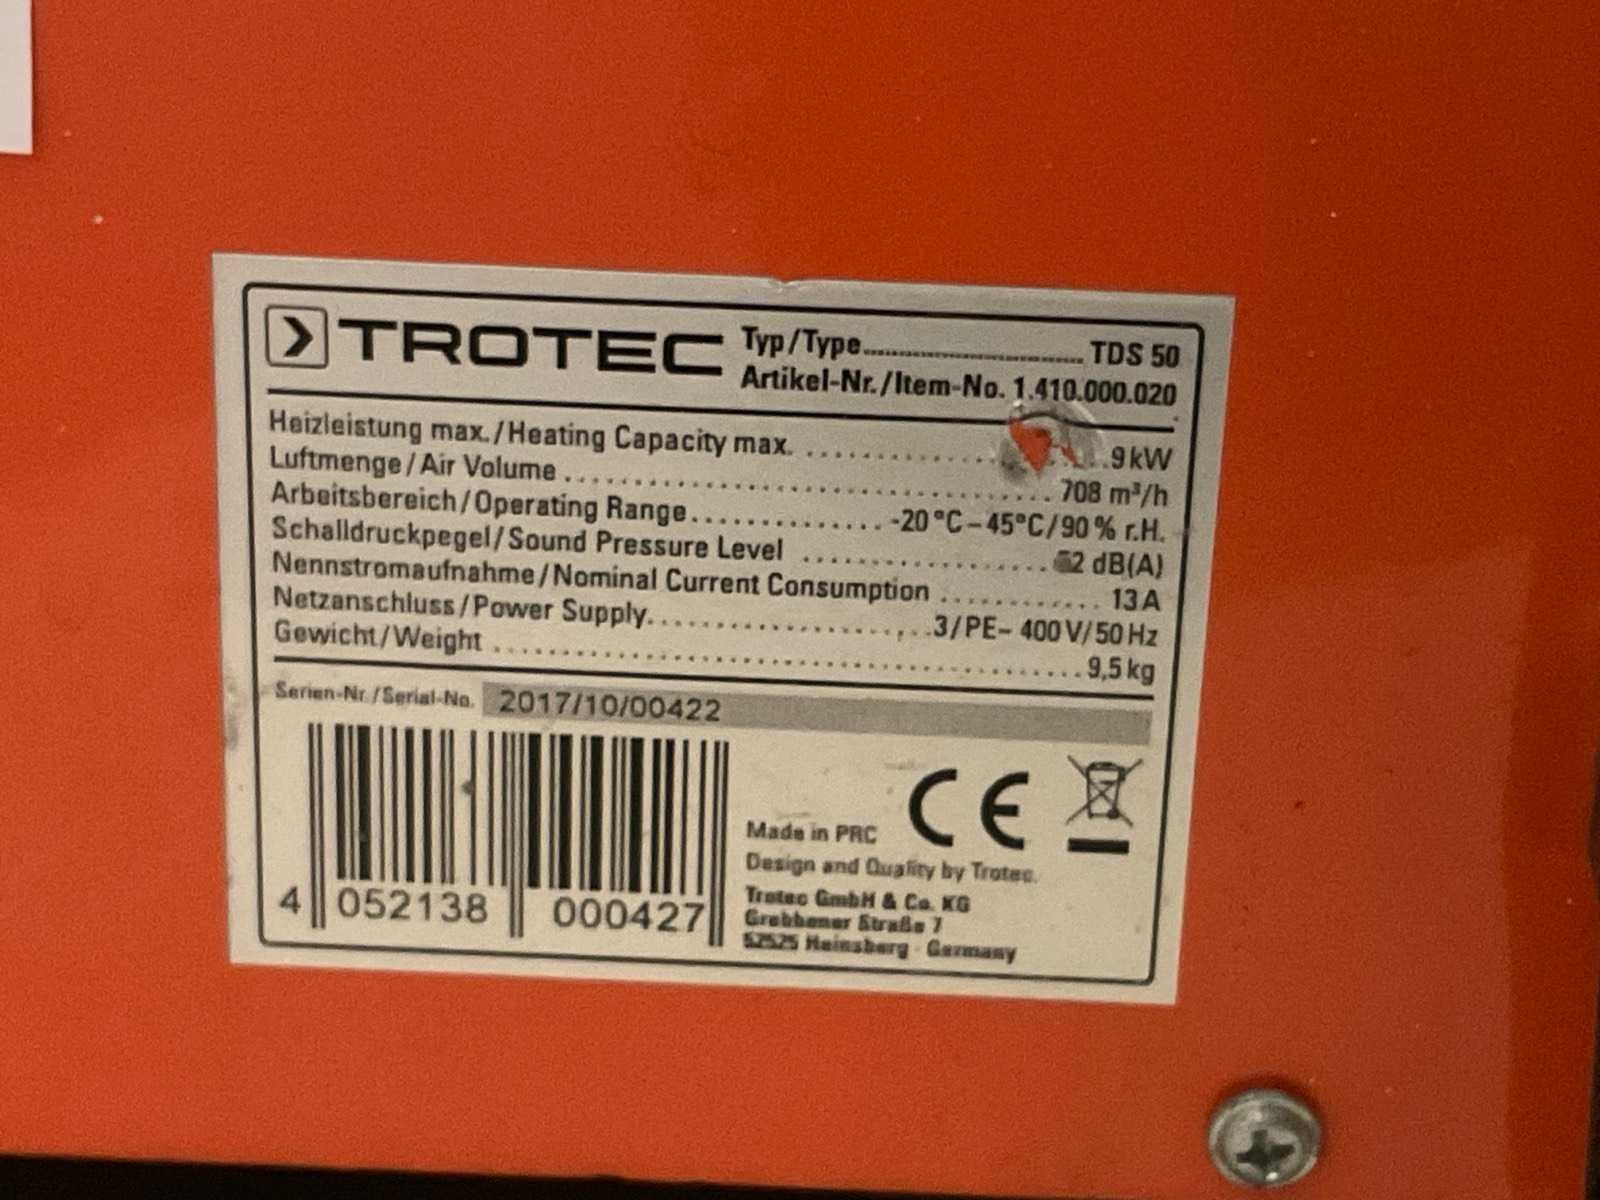 TROTEC
Typ/Type.............................. TDS 50
Artikel-Nr./Item-No. 1.410.000.020
Heizleistung max./Heating Capacity max. .................9 kW
Luftmenge/Air Volume .................................... 708 m³/h
Arbeitsbereich/Operating Range.............. -20°C–45°C/90% r.H.
Schalldruckpegel/Sound Pressure Level ................. dB(A)
Nennstromaufnahme/Nominal Current Consumption ............ 13 A
Netzanschluss/Power Supply....................3/PE~ 400 V/50 Hz
Gewicht/Weight .....................................9,5 kg
Serien-Nr./Serial-No. 2017/10/00422
4 052138 000427
Made in PRC
CE
Design and Quality by Trotec.
Trotec GmbH & Co. KG
Grebbener Straße 7
52525 Heinsberg · Germany